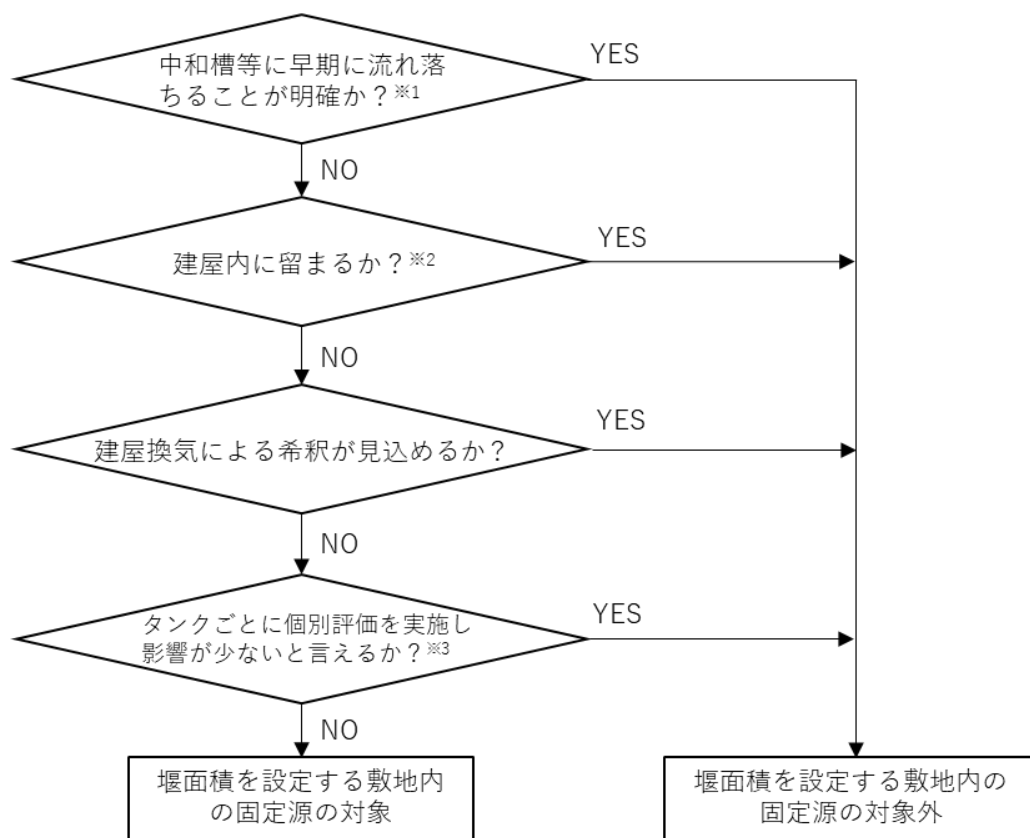 中和槽等に早期に流れ落
ちることが明確か？※1
YES
NO
建屋内に留まるか？※2
YES
NO
建屋換気による希釈が見込めるか？
YES
NO
タンクごとに個別評価を実施し
影響が少ないと言えるか？※3
YES
NO
堰面積を設定する敷地内
の固定源の対象
堰面積を設定する敷地内の
固定源の対象外